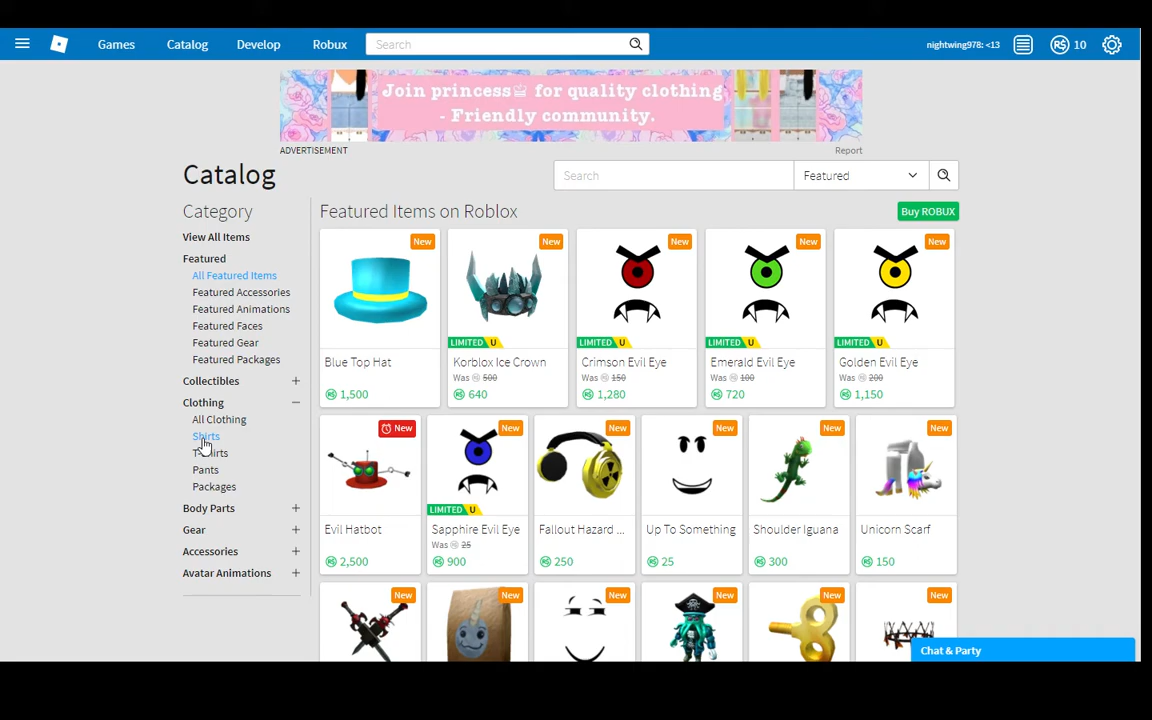 Games Catalog Develop Robux Search nightwing978: <13 R$ 10
Join princess♕ for quality clothing
- Friendly community.
ADVERTISEMENT Report
Catalog Search Featured
Category Featured Items on Roblox Buy ROBUX
View All Items
Featured
All Featured Items
Featured Accessories
Featured Animations
Featured Faces
Featured Gear
Featured Packages
Collectibles +
Clothing −
All Clothing
Shirts
Pants
Packages
Body Parts +
Gear +
Accessories +
Avatar Animations +
New New New New New
LIMITED U LIMITED U LIMITED U LIMITED U
Blue Top Hat Korblox Ice Crown Crimson Evil Eye Emerald Evil Eye Golden Evil Eye
Was R$ 500 Was R$ 150 Was R$ 100 Was R$ 200
R$ 1,500 R$ 640 R$ 1,280 R$ 720 R$ 1,150
New New New New New New
LIMITED U
Evil Hatbot Sapphire Evil Eye Fallout Hazard ... Up To Something Shoulder Iguana Unicorn Scarf
Was R$ 25
R$ 2,500 R$ 900 R$ 250 R$ 25 R$ 300 R$ 150
New New New New New New
Chat & Party